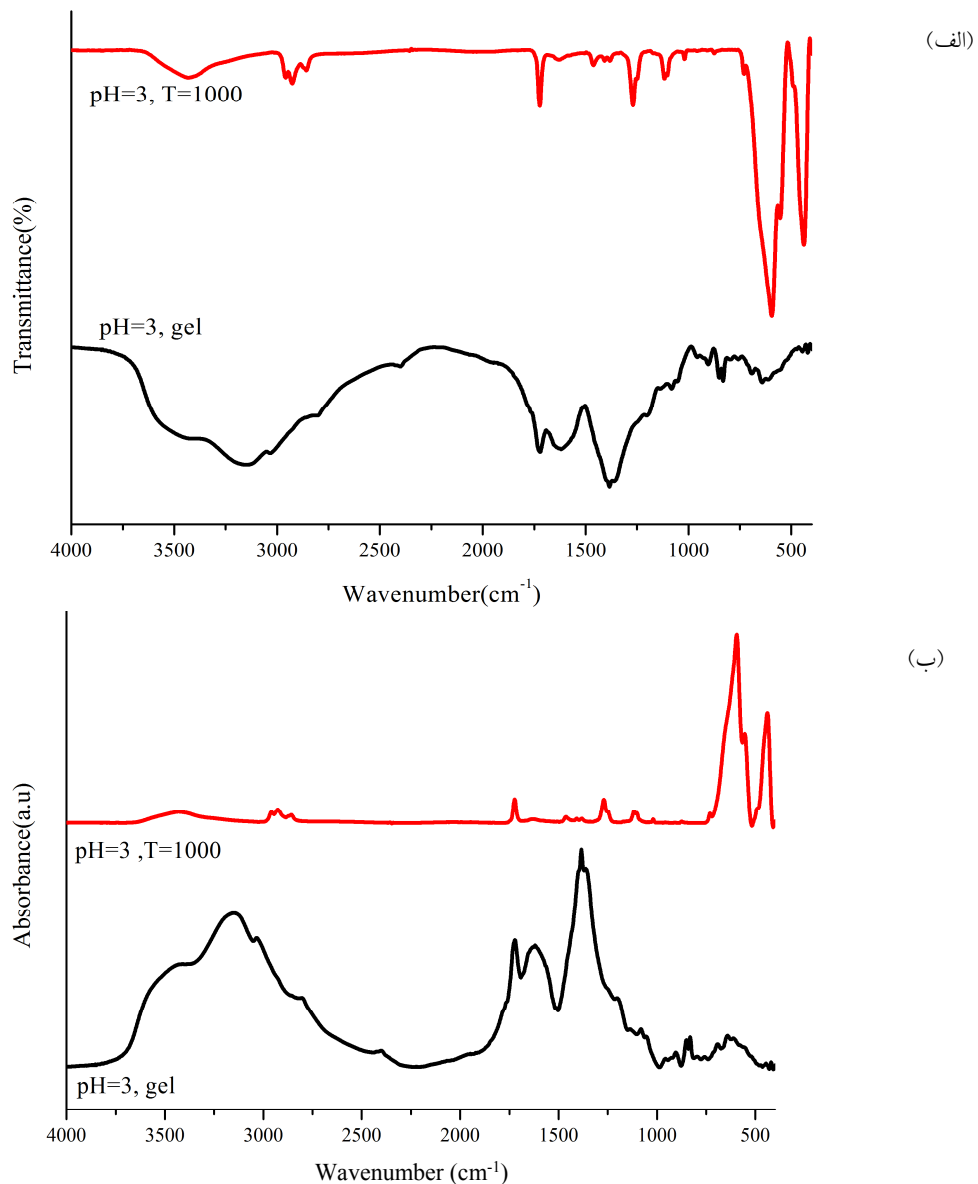 (الف)
pH=3, T=1000
pH=3, gel
Transmittance(%)
4000 3500 3000 2500 2000 1500 1000 500
Wavenumber(cm⁻¹)
(ب)
pH=3 ,T=1000
pH=3, gel
Absorbance(a.u)
4000 3500 3000 2500 2000 1500 1000 500
Wavenumber (cm⁻¹)